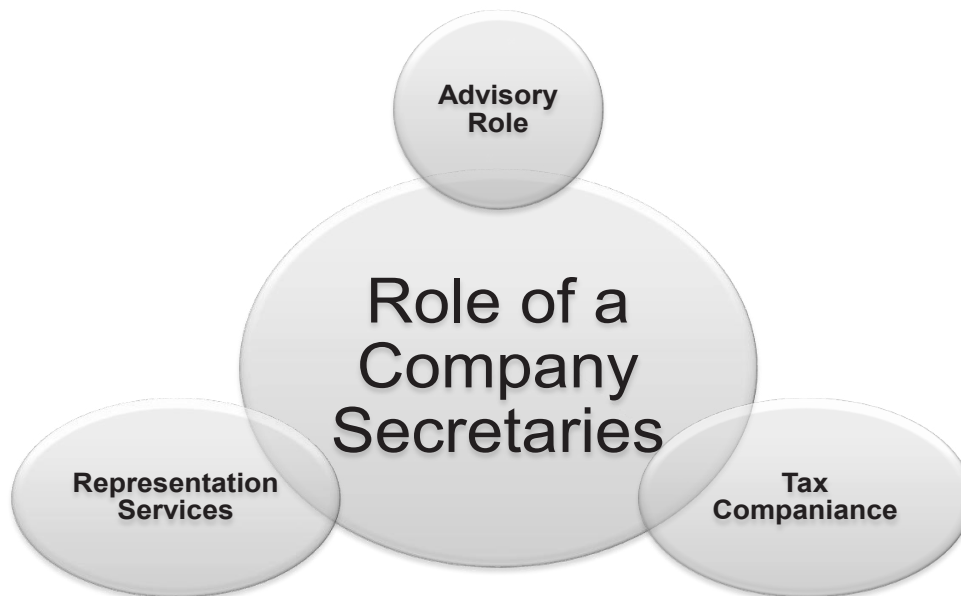 Advisory
Role
Role of a
Company
Secretaries
Representation
Services
Tax
Companiance